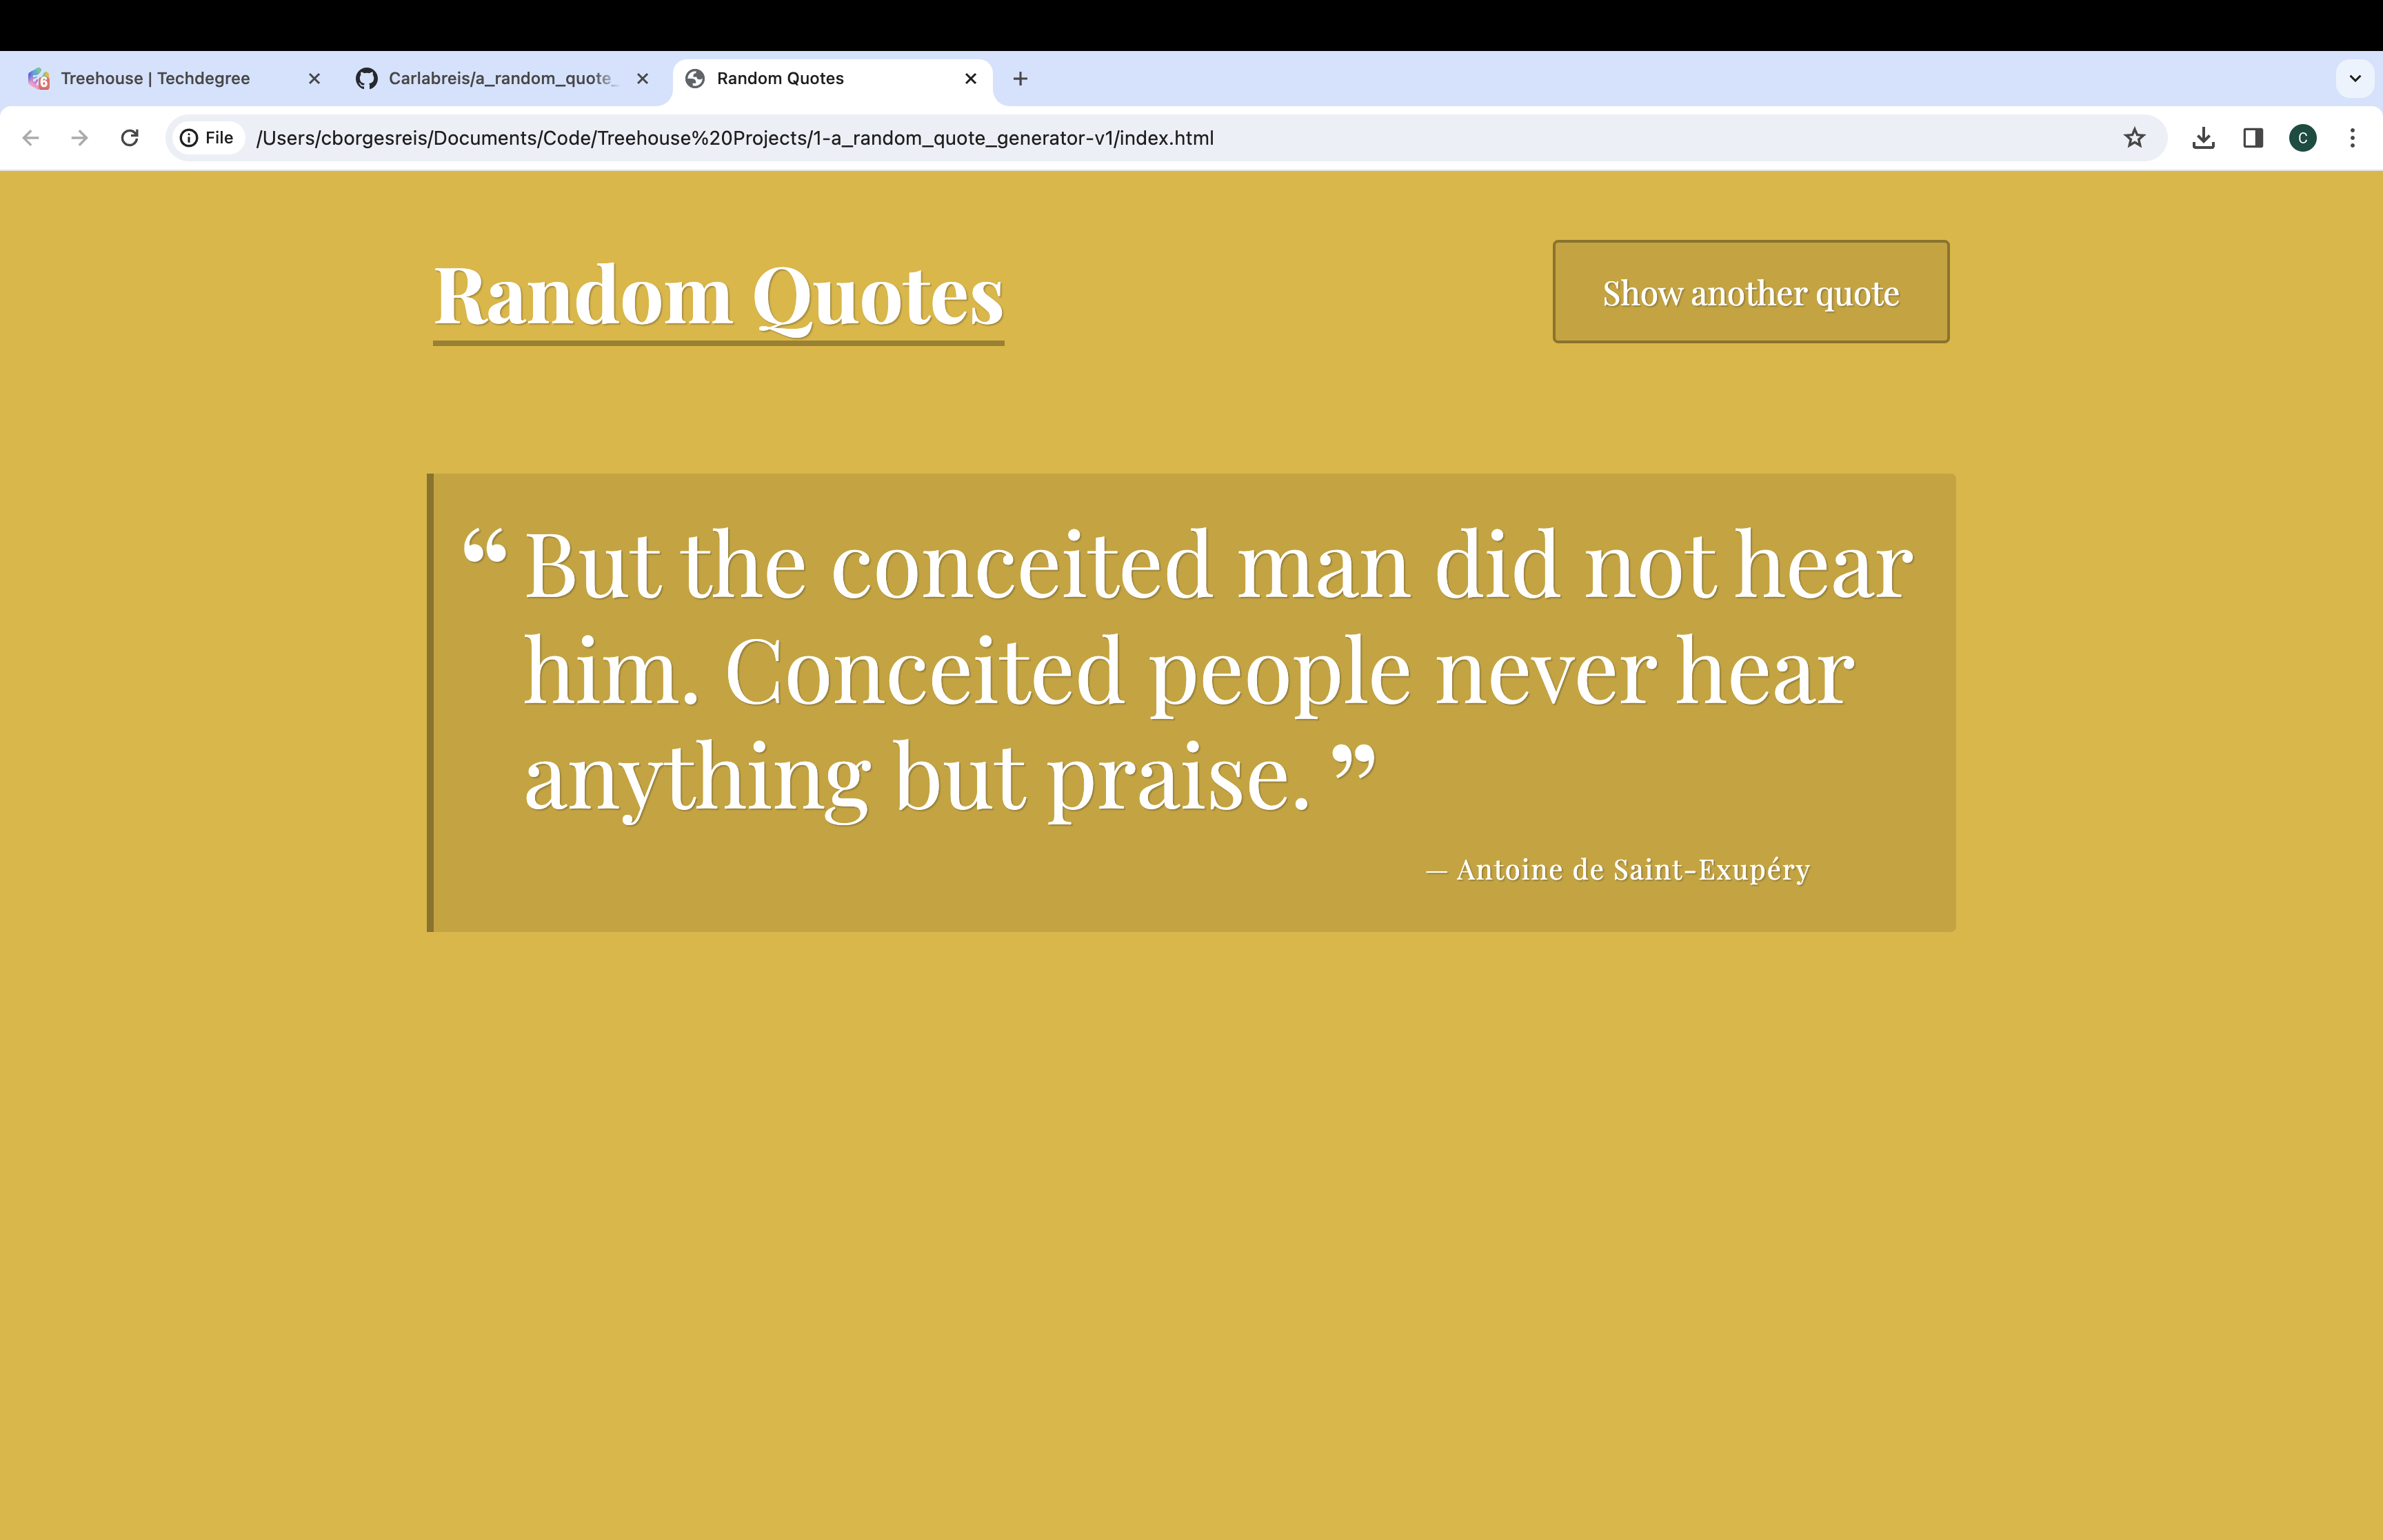 Treehouse | Techdegree
Carlabreis/a_random_quote_
Random Quotes
File /Users/cborgesreis/Documents/Code/Treehouse%20Projects/1-a_random_quote_generator-v1/index.html
C
Random Quotes
Show another quote
“ But the conceited man did not hear
him. Conceited people never hear
anything but praise. ”
— Antoine de Saint-Exupéry